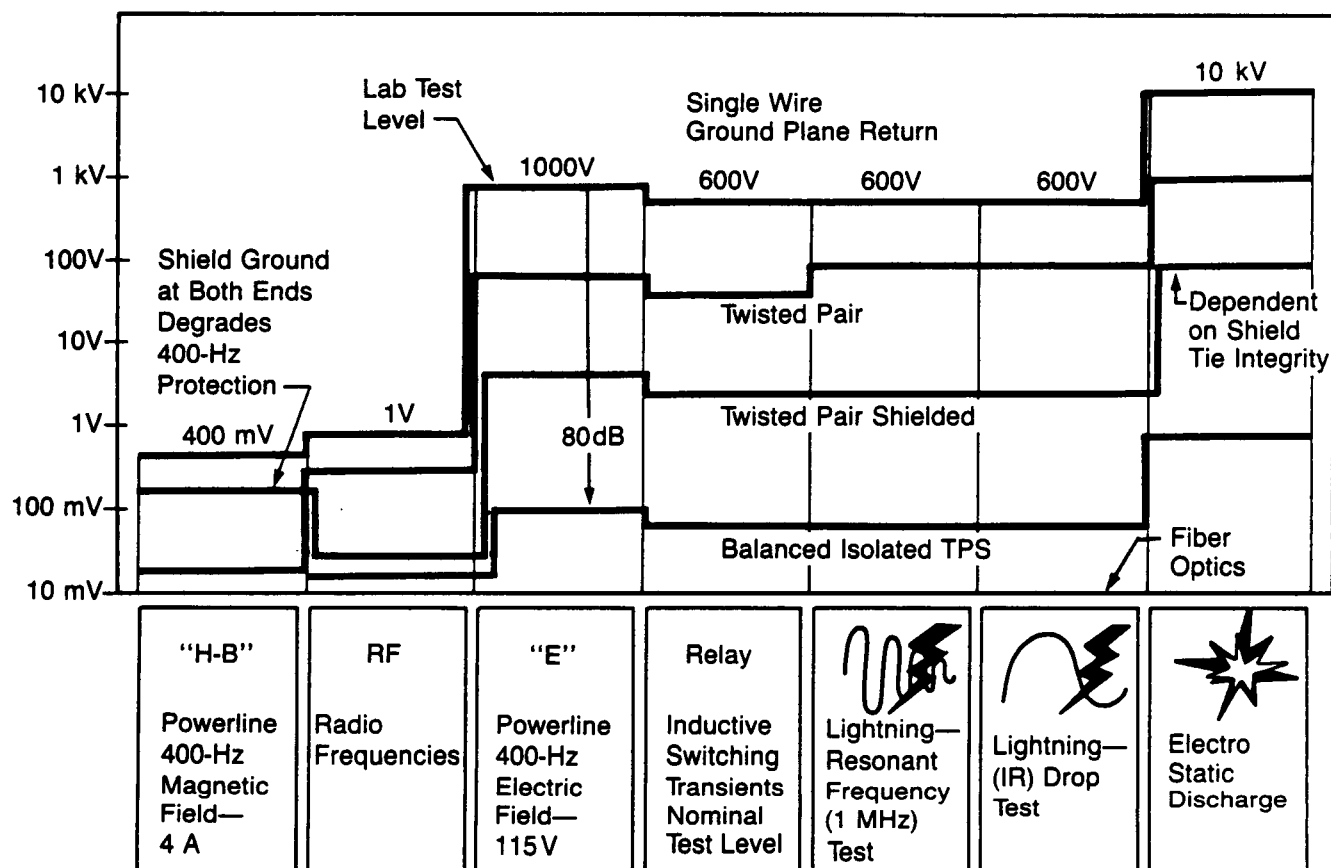 10 kV
1 kV
100V
10V
1V
100 mV
10 mV
Lab Test
Level
Single Wire
Ground Plane Return
10 kV
1000V
600V
600V
600V
Shield Ground
at Both Ends
Degrades
400-Hz
Protection
Twisted Pair
Dependent
on Shield
Tie Integrity
400 mV
1V
80dB
Twisted Pair Shielded
Balanced Isolated TPS
Fiber
Optics
"H-B"
Powerline
400-Hz
Magnetic
Field—
4 A
RF
Radio
Frequencies
"E"
Powerline
400-Hz
Electric
Field—
115V
Relay
Inductive
Switching
Transients
Nominal
Test Level
Lightning—
Resonant
Frequency
(1 MHz)
Test
Lightning—
(IR) Drop
Test
Electro
Static
Discharge